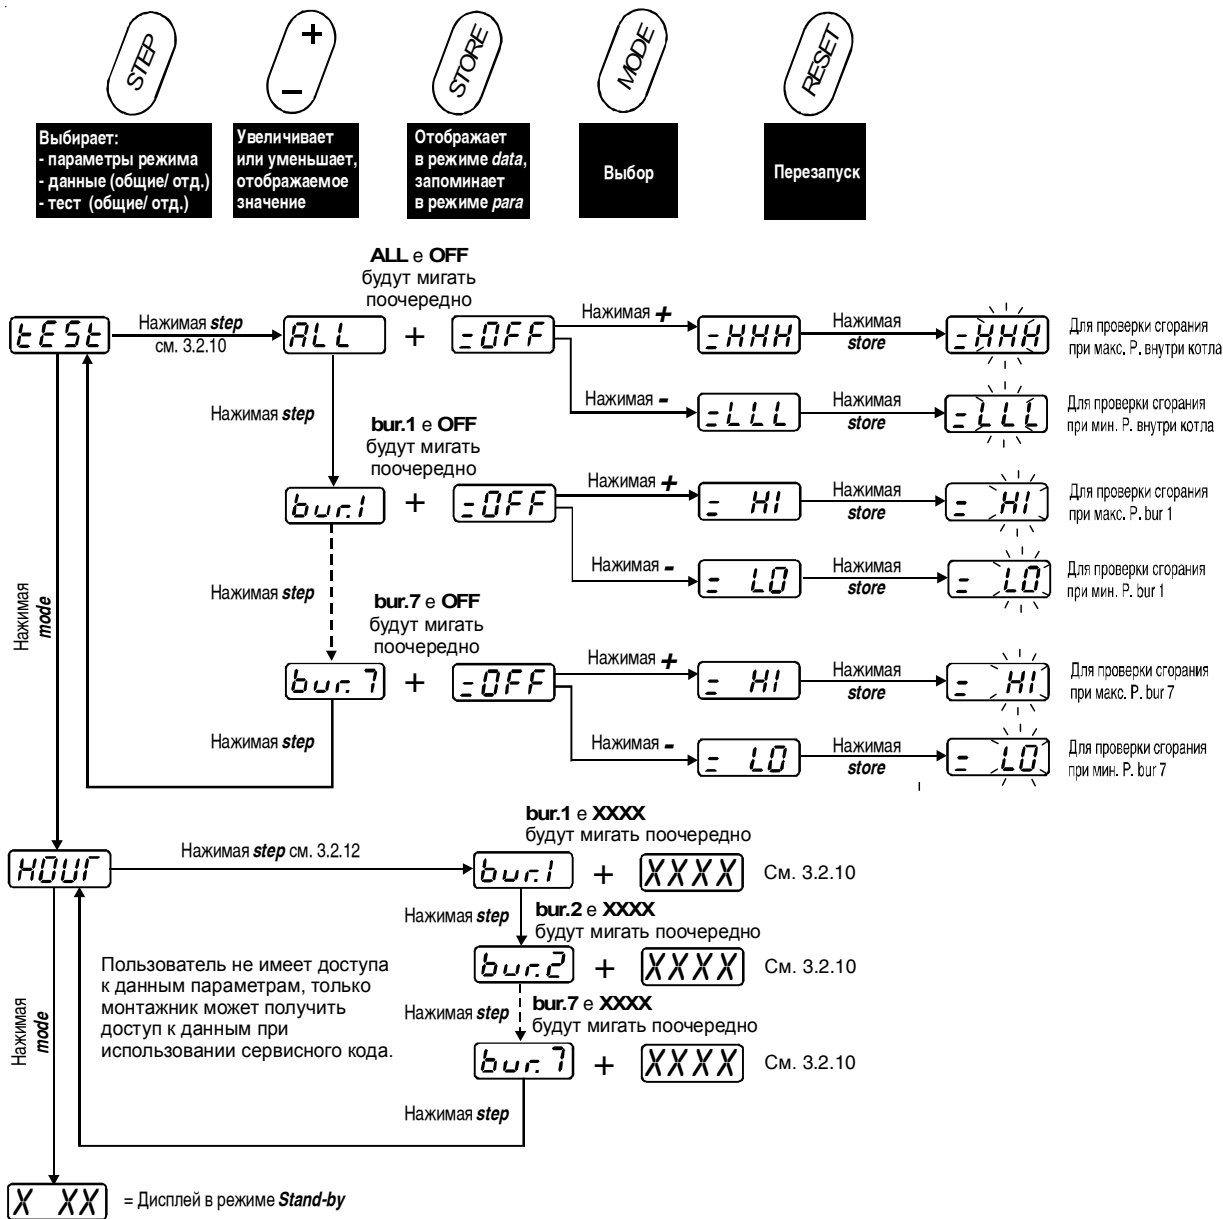 STEP
+
−
STORE
MODE
RESET
Выбирает:
- параметры режима
- данные (общие/ отд.)
- тест (общие/ отд.)
Увеличивает
или уменьшает,
отображаемое
значение
Отображает
в режиме data,
запоминает
в режиме para
Выбор
Перезапуск
ALL е OFF
будут мигать
поочередно
tESt
Нажимая step
см. 3.2.10
ALL
+
=OFF
Нажимая +
=HHH
Нажимая
store
=HHH
Для проверки сгорания
при макс. Р. внутри котла
Нажимая -
=LLL
Нажимая
store
=LLL
Для проверки сгорания
при мин. Р. внутри котла
Нажимая step
bur.1 е OFF
будут мигать
поочередно
bur.1
+
=OFF
Нажимая +
= HI
Нажимая
store
= HI
Для проверки сгорания
при макс. Р. bur 1
Нажимая -
= LO
Нажимая
store
= LO
Для проверки сгорания
при мин. Р. bur 1
Нажимая step
Нажимая
mode
bur.7 е OFF
будут мигать
поочередно
bur.7
+
=OFF
Нажимая +
= HI
Нажимая
store
= HI
Для проверки сгорания
при макс. Р. bur 7
Нажимая -
= LO
Нажимая
store
= LO
Для проверки сгорания
при мин. Р. bur 7
Нажимая step
bur.1 е XXXX
будут мигать поочередно
HOUr
Нажимая step см. 3.2.12
bur.1
+
XXXX
См. 3.2.10
Нажимая step
bur.2 е XXXX
будут мигать поочередно
bur.2
+
XXXX
См. 3.2.10
Пользователь не имеет доступа
к данным параметрам, только
монтажник может получить
доступ к данным при
использовании сервисного кода.
Нажимая
mode
Нажимая step
bur.7 е XXXX
будут мигать поочередно
bur.7
+
XXXX
См. 3.2.10
Нажимая step
X XX
= Дисплей в режиме Stand-by